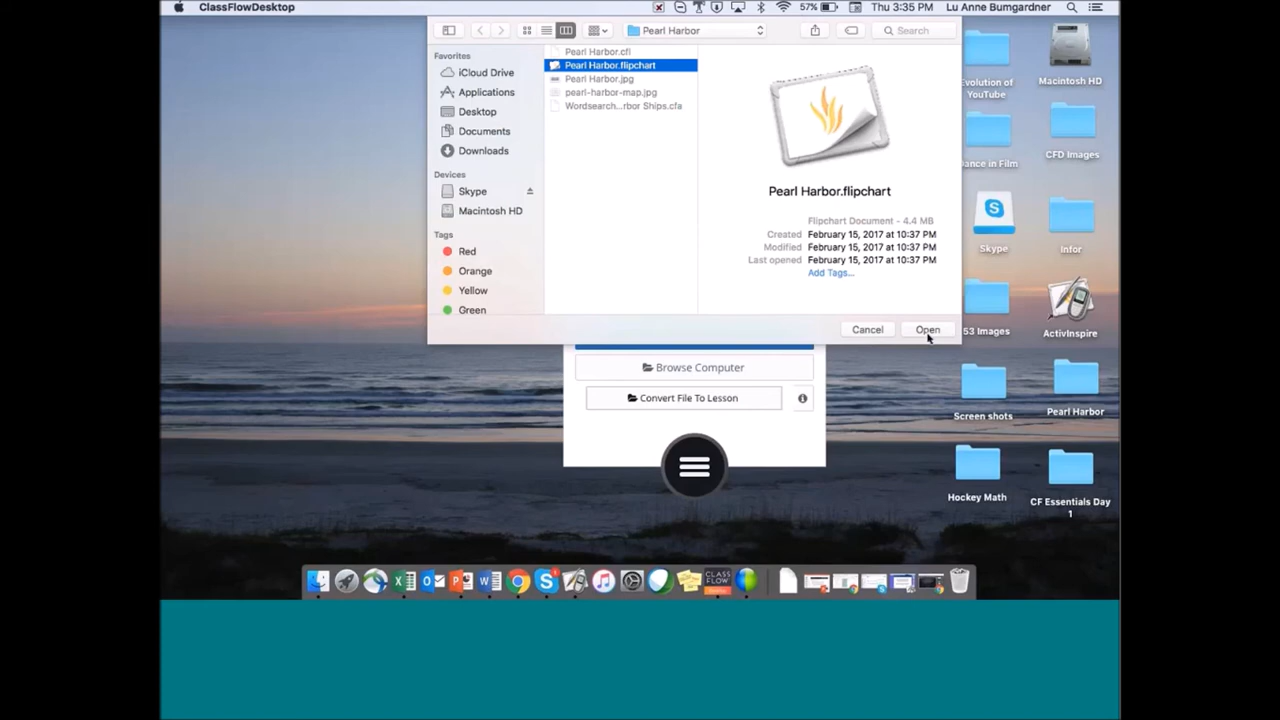 ClassFlowDesktop
57%
Thu 3:35 PM
Lu Anne Bumgardner
Pearl Harbor
Search
Favorites
iCloud Drive
Applications
Desktop
Documents
Downloads
Devices
Skype
Macintosh HD
Tags
Red
Orange
Yellow
Green
Pearl Harbor.cfl
Pearl Harbor.flipchart
Pearl Harbor.jpg
pearl-harbor-map.jpg
Wordsearch...rbor Ships.cfa
Pearl Harbor.flipchart
Flipchart Document - 4.4 MB
Created February 15, 2017 at 10:37 PM
Modified February 15, 2017 at 10:37 PM
Last opened February 15, 2017 at 10:37 PM
Add Tags...
Cancel
Open
Browse Computer
Convert File To Lesson
Evolution of
YouTube
Macintosh HD
Dance in Film
CFD Images
Skype
Infor
53 Images
ActivInspire
Screen shots
Pearl Harbor
Hockey Math
CF Essentials Day
1
CLASS
FLOW